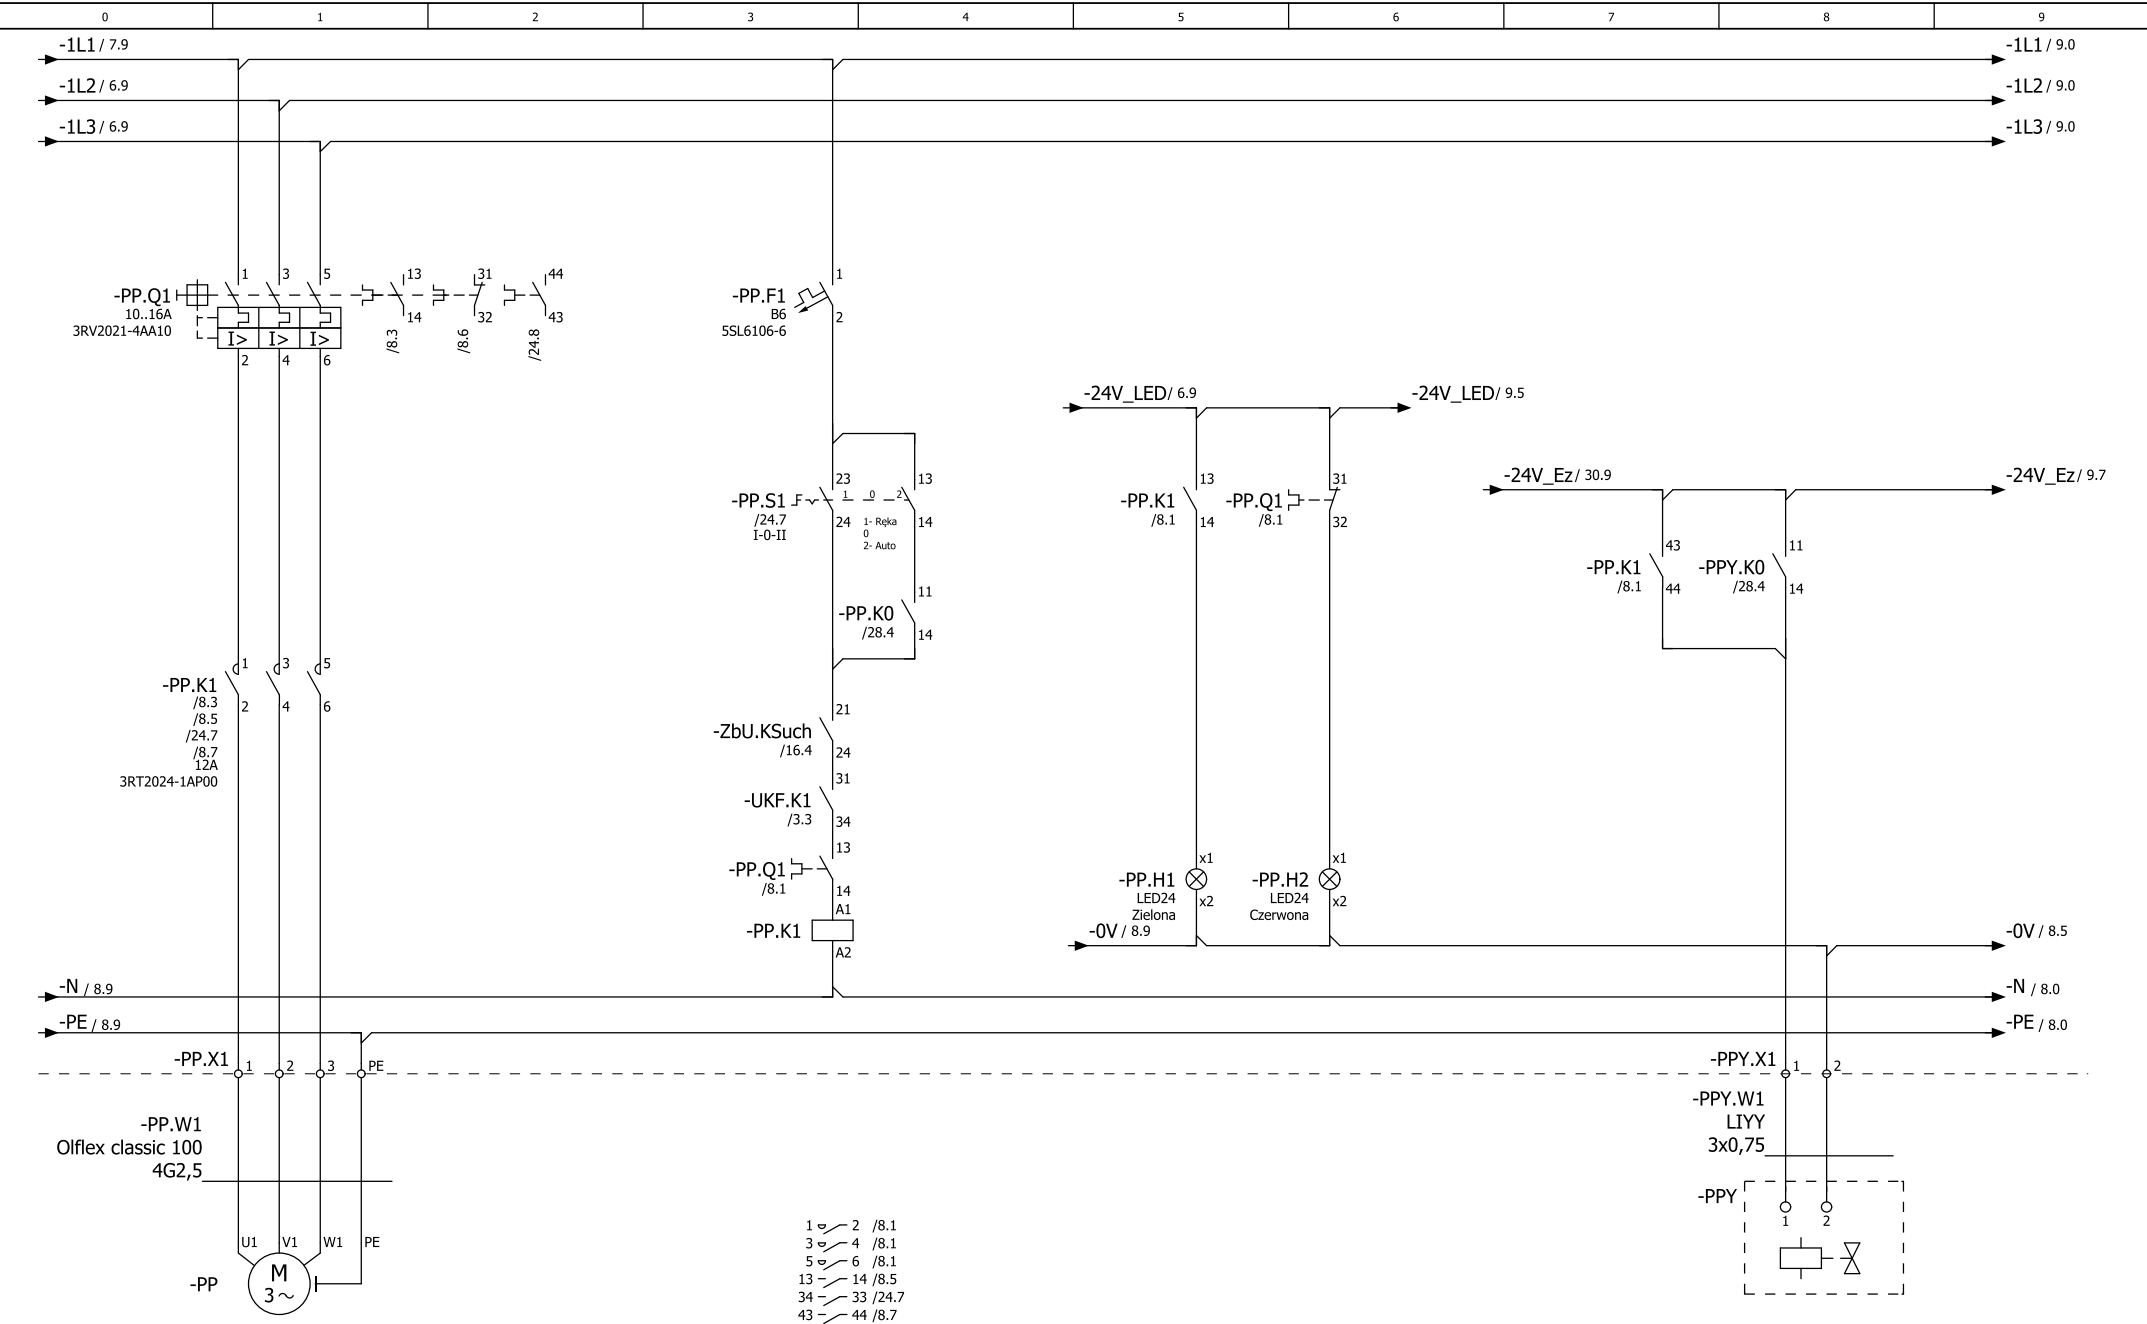 0 1 2 3 4 5 6 7 8 9
-1L1 / 7.9
-1L1 / 9.0
-1L2 / 6.9
-1L2 / 9.0
-1L3 / 6.9
-1L3 / 9.0
-PP.Q1
10..16A
3RV2021-4AA10
1 3 5
I> I> I>
2 4 6
13
14
/8.3
31
32
/8.6
44
43
/24.8
-PP.F1
B6
5SL6106-6
1
2
-24V_LED / 6.9
-24V_LED / 9.5
-PP.S1
/24.7
I-0-II
23
24
1 0 2
1- Ręka
0
2- Auto
13
14
-PP.K0
/28.4
11
14
-PP.K1
/8.1
13
14
-PP.Q1
/8.1
31
32
-24V_Ez / 30.9
-24V_Ez / 9.7
-PP.K1
/8.1
43
44
-PPY.K0
/28.4
11
14
-PP.K1
/8.3
/8.5
/24.7
/8.7
12A
3RT2024-1AP00
1 3 5
2 4 6
-ZbU.KSuch
/16.4
21
24
-UKF.K1
/3.3
31
34
-PP.Q1
/8.1
13
14
-PP.K1
A1
A2
-PP.H1
LED24
Zielona
x1
x2
-PP.H2
LED24
Czerwona
x1
x2
-0V / 8.9
-0V / 8.5
-N / 8.9
-N / 8.0
-PE / 8.9
-PE / 8.0
-PP.X1
1 2 3 PE
-PPY.X1
1 2
-PP.W1
Olflex classic 100
4G2,5
-PPY.W1
LIYY
3x0,75
U1 V1 W1 PE
-PP
M
3~
1 2 /8.1
3 4 /8.1
5 6 /8.1
13 14 /8.5
34 33 /24.7
43 44 /8.7
-PPY
1 2